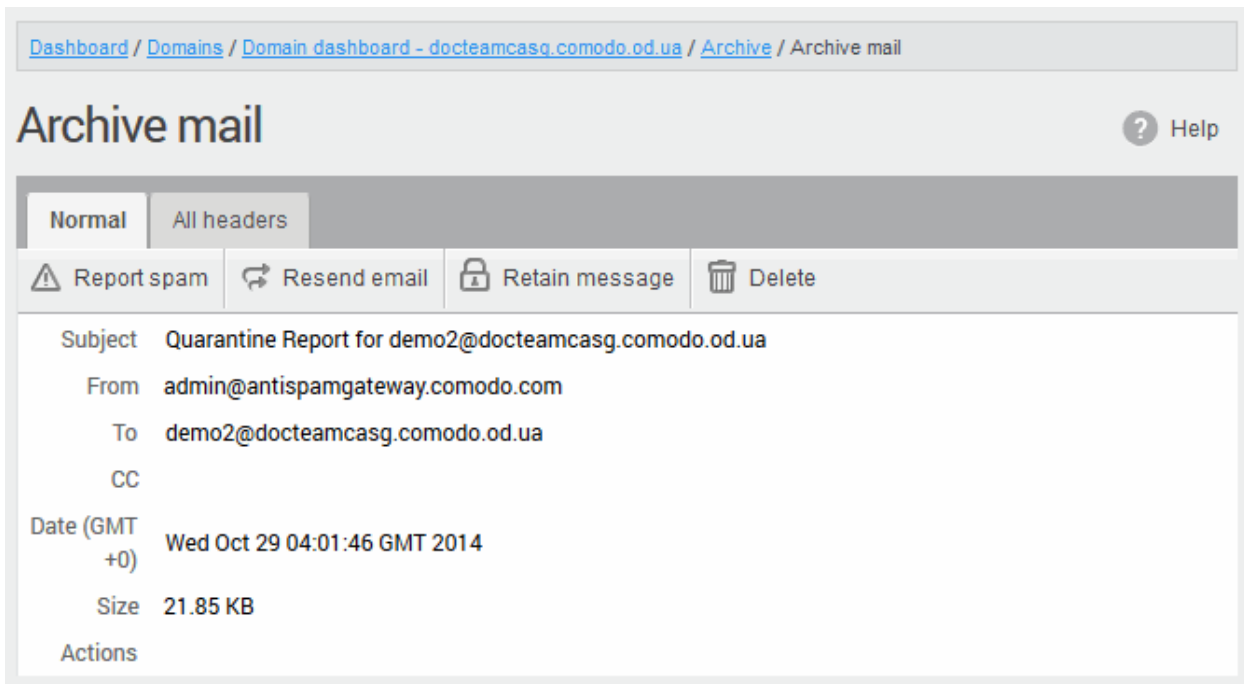 Dashboard / Domains / Domain dashboard - docteamcasg.comodo.od.ua / Archive / Archive mail
Archive mail
? Help
Normal All headers
Report spam Resend email Retain message Delete
Subject Quarantine Report for demo2@docteamcasg.comodo.od.ua
From admin@antispamgateway.comodo.com
To demo2@docteamcasg.comodo.od.ua
CC
Date (GMT
+0) Wed Oct 29 04:01:46 GMT 2014
Size 21.85 KB
Actions